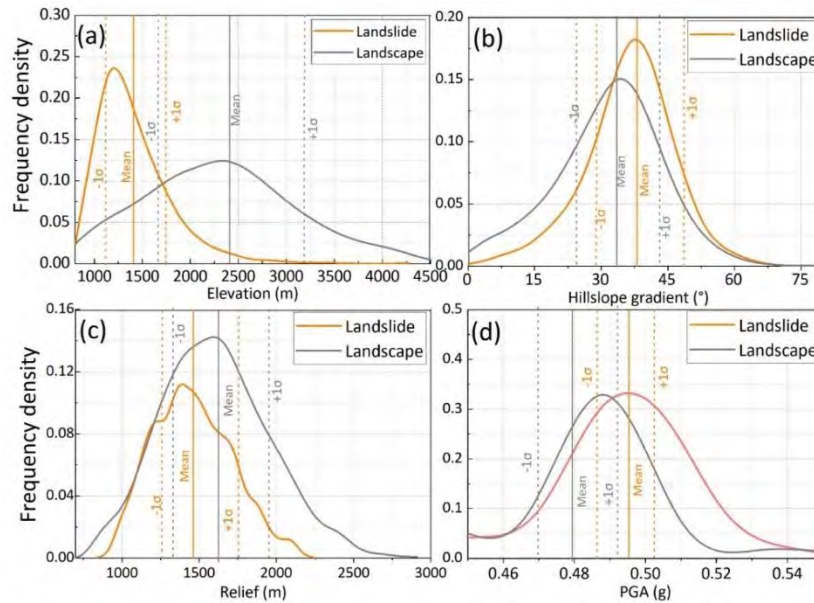 (a)
Landslide
Landscape
Frequency density
0.30
0.25
0.20
0.15
0.10
0.05
0.00
-1σ
Mean
-1σ
+1σ
Mean
+1σ
1000 1500 2000 2500 3000 3500 4000 4500
Elevation (m)
(b)
Landslide
Landscape
0.20
0.15
0.10
0.05
0.00
-1σ
-1σ
Mean
Mean
+1σ
+1σ
0 15 30 45 60 75
Hillslope gradient (°)
(c)
Landslide
Landscape
Frequency density
0.16
0.12
0.08
0.04
0.00
-1σ
-1σ
Mean
Mean
+1σ
+1σ
1000 1500 2000 2500 3000
Relief (m)
(d)
Landslide
Landscape
0.5
0.4
0.3
0.2
0.1
0.0
-1σ
Mean
-1σ
+1σ
Mean
+1σ
0.46 0.48 0.50 0.52 0.54
PGA (g)